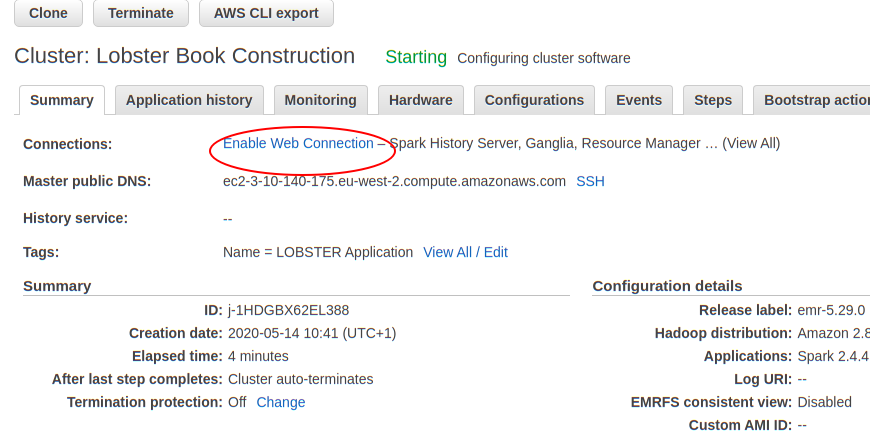 Clone Terminate AWS CLI export
Cluster: Lobster Book Construction Starting Configuring cluster software
Summary Application history Monitoring Hardware Configurations Events Steps Bootstrap action
Connections: Enable Web Connection – Spark History Server, Ganglia, Resource Manager … (View All)
Master public DNS: ec2-3-10-140-175.eu-west-2.compute.amazonaws.com SSH
History service: --
Tags: Name = LOBSTER Application View All / Edit
Summary
ID: j-1HDGBX62EL388
Creation date: 2020-05-14 10:41 (UTC+1)
Elapsed time: 4 minutes
After last step completes: Cluster auto-terminates
Termination protection: Off Change
Configuration details
Release label: emr-5.29.0
Hadoop distribution: Amazon 2.8
Applications: Spark 2.4.4
Log URI: --
EMRFS consistent view: Disabled
Custom AMI ID: --